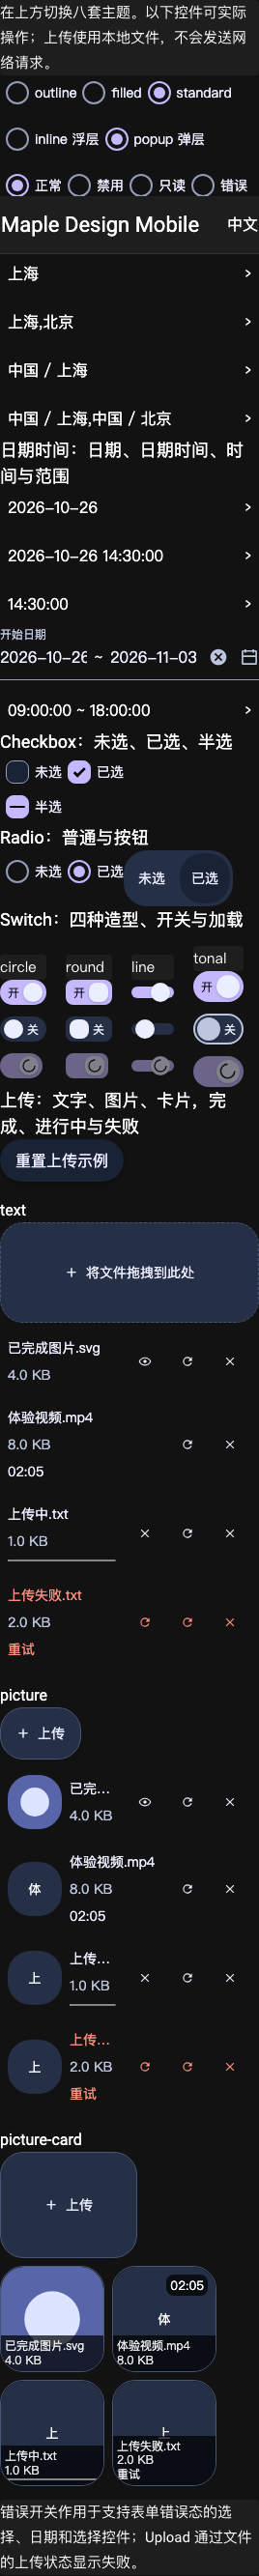 在上方切换八套主题。以下控件可实际
操作；上传使用本地文件，不会发送网
络请求。
outline filled standard
inline 浮层 popup 弹层
正常 禁用 只读 错误
Maple Design Mobile 中文
上海
上海,北京
中国 / 上海
中国 / 上海,中国 / 北京
日期时间：日期、日期时间、时
间与范围
2026-10-26
2026-10-26 14:30:00
14:30:00
开始日期
2026-10-26 ~ 2026-11-03
09:00:00 ~ 18:00:00
Checkbox：未选、已选、半选
未选 已选
半选
Radio：普通与按钮
未选 已选 未选 已选
Switch：四种造型、开关与加载
circle round line tonal
开 开 开
关 关 关
上传：文字、图片、卡片，完
成、进行中与失败
重置上传示例
text
+ 将文件拖拽到此处
已完成图片.svg
4.0 KB
体验视频.mp4
8.0 KB
02:05
上传中.txt
1.0 KB
上传失败.txt
2.0 KB
重试
picture
+ 上传
已完...
4.0 KB
体 体验视频.mp4
8.0 KB
02:05
上 上传...
1.0 KB
上 上传...
2.0 KB
重试
picture-card
+ 上传
已完成图片.svg
4.0 KB
02:05
体
体验视频.mp4
8.0 KB
上
上传中.txt
1.0 KB
上
上传失败.txt
2.0 KB
重试
错误开关作用于支持表单错误态的选
择、日期和选择控件；Upload 通过文件
的上传状态显示失败。